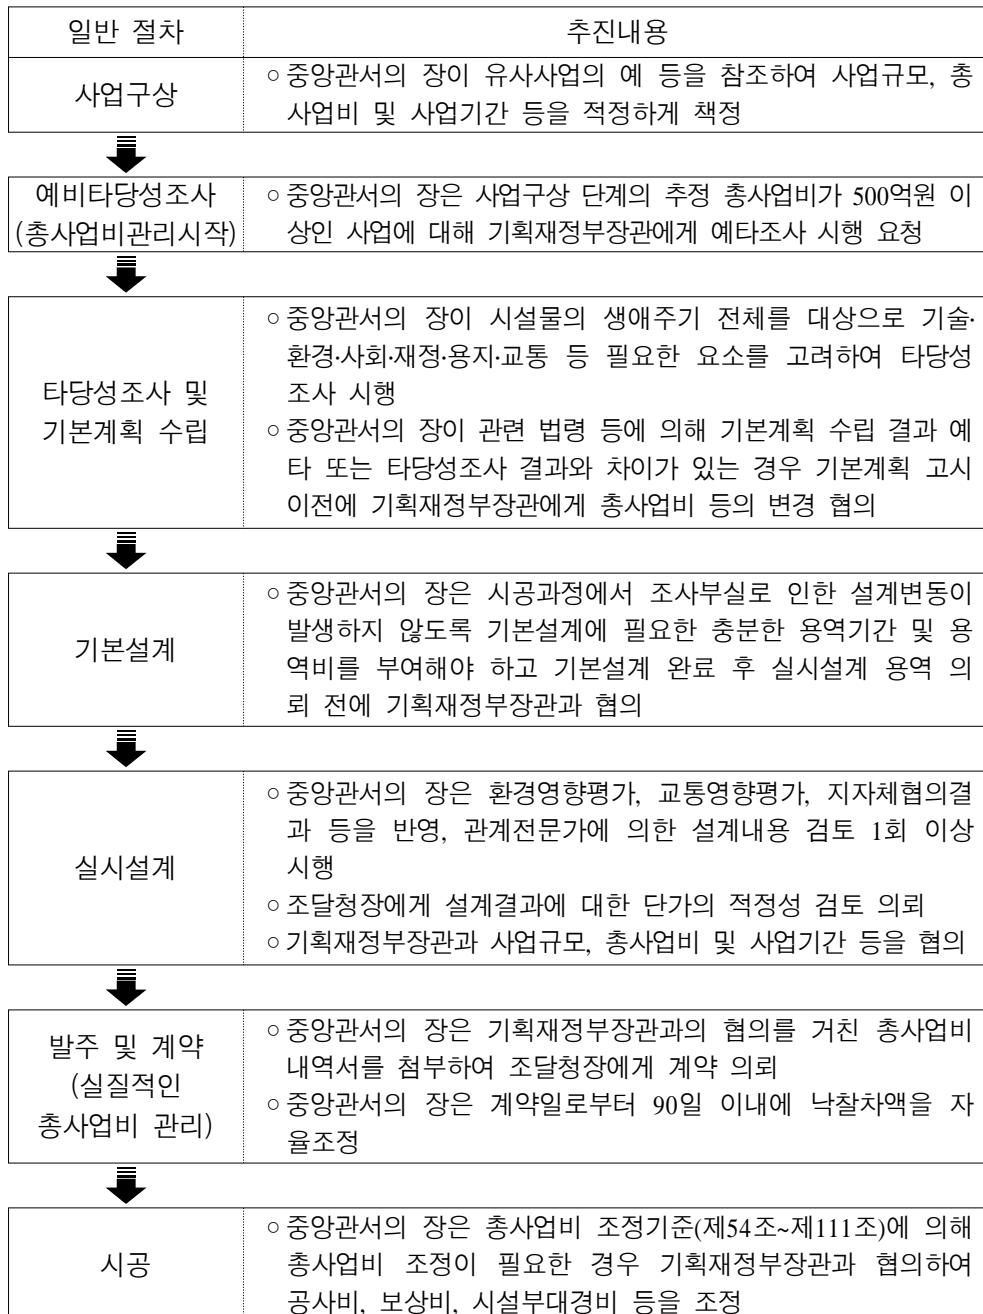 일반 절차
추진내용
사업구상
○ 중앙관서의 장이 유사사업의 예 등을 참조하여 사업규모, 총
사업비 및 사업기간 등을 적정하게 책정
예비타당성조사
(총사업비관리시작)
○ 중앙관서의 장은 사업구상 단계의 추정 총사업비가 500억원 이
상인 사업에 대해 기획재정부장관에게 예타조사 시행 요청
타당성조사 및
기본계획 수립
○ 중앙관서의 장이 시설물의 생애주기 전체를 대상으로 기술·
환경·사회·재정·용지·교통 등 필요한 요소를 고려하여 타당성
조사 시행
○ 중앙관서의 장이 관련 법령 등에 의해 기본계획 수립 결과 예
타 또는 타당성조사 결과와 차이가 있는 경우 기본계획 고시
이전에 기획재정부장관에게 총사업비 등의 변경 협의
기본설계
○ 중앙관서의 장은 시공과정에서 조사부실로 인한 설계변동이
발생하지 않도록 기본설계에 필요한 충분한 용역기간 및 용
역비를 부여해야 하고 기본설계 완료 후 실시설계 용역 의
뢰 전에 기획재정부장관과 협의
실시설계
○ 중앙관서의 장은 환경영향평가, 교통영향평가, 지자체협의결
과 등을 반영, 관계전문가에 의한 설계내용 검토 1회 이상
시행
○ 조달청장에게 설계결과에 대한 단가의 적정성 검토 의뢰
○ 기획재정부장관과 사업규모, 총사업비 및 사업기간 등을 협의
발주 및 계약
(실질적인
총사업비 관리)
○ 중앙관서의 장은 기획재정부장관과의 협의를 거친 총사업비
내역서를 첨부하여 조달청장에게 계약 의뢰
○ 중앙관서의 장은 계약일로부터 90일 이내에 낙찰차액을 자
율조정
시공
○ 중앙관서의 장은 총사업비 조정기준(제54조~제111조)에 의해
총사업비 조정이 필요한 경우 기획재정부장관과 협의하여
공사비, 보상비, 시설부대경비 등을 조정